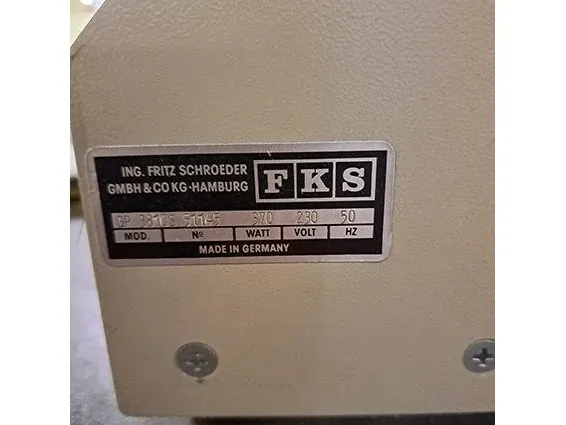 ING. FRITZ SCHROEDER
GMBH & CO KG · HAMBURG
FKS
370 230 50
MOD. Nº WATT VOLT HZ
MADE IN GERMANY